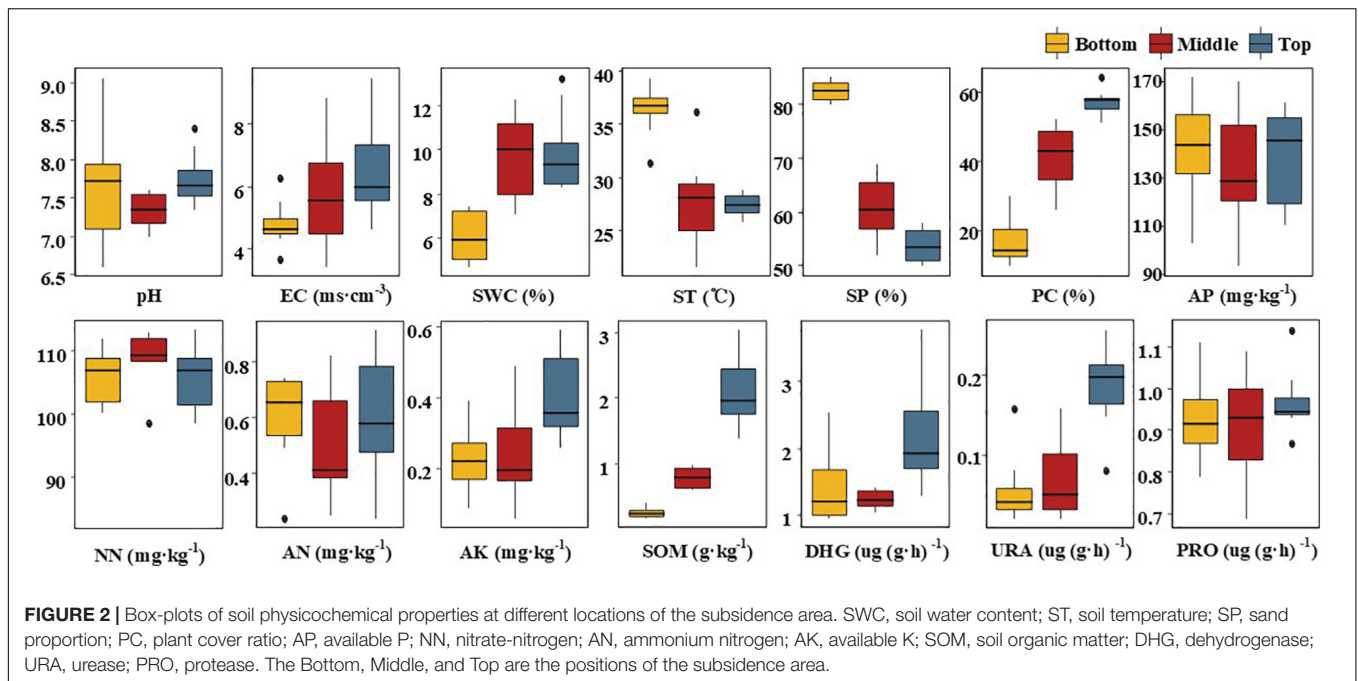 Bottom Middle Top
9.0 8.5 8.0 7.5 7.0 6.5
8 6 4
12 10 8 6
40 35 30 25
80 70 60 50
60 40 20
170 150 130 110 90
pH EC (ms·cm⁻³) SWC (%) ST (℃) SP (%) PC (%) AP (mg·kg⁻¹)
110 100 90
0.8 0.6 0.4
0.6 0.4 0.2
3 2 1
3 2 1
0.2 0.1
1.1 1.0 0.9 0.8 0.7
NN (mg·kg⁻¹) AN (mg·kg⁻¹) AK (mg·kg⁻¹) SOM (g·kg⁻¹) DHG (ug (g·h) ⁻¹) URA (ug (g·h) ⁻¹) PRO (ug (g·h) ⁻¹)
FIGURE 2 | Box-plots of soil physicochemical properties at different locations of the subsidence area. SWC, soil water content; ST, soil temperature; SP, sand
proportion; PC, plant cover ratio; AP, available P; NN, nitrate-nitrogen; AN, ammonium nitrogen; AK, available K; SOM, soil organic matter; DHG, dehydrogenase;
URA, urease; PRO, protease. The Bottom, Middle, and Top are the positions of the subsidence area.